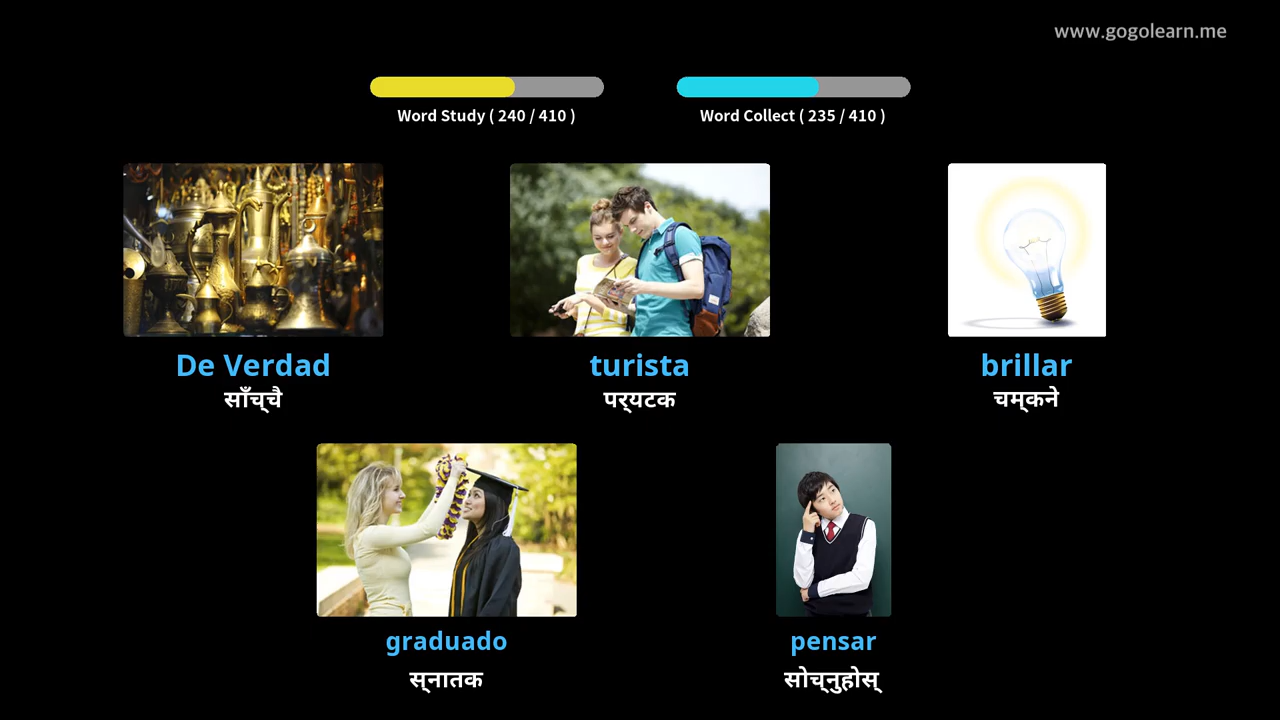 www.gogolearn.me
Word Study ( 240 / 410 )
Word Collect ( 235 / 410 )
De Verdad
साँच्चै
turista
पर्‍यटक
brillar
चम्कने
graduado
स्नातक
pensar
सोच्नुहोस्